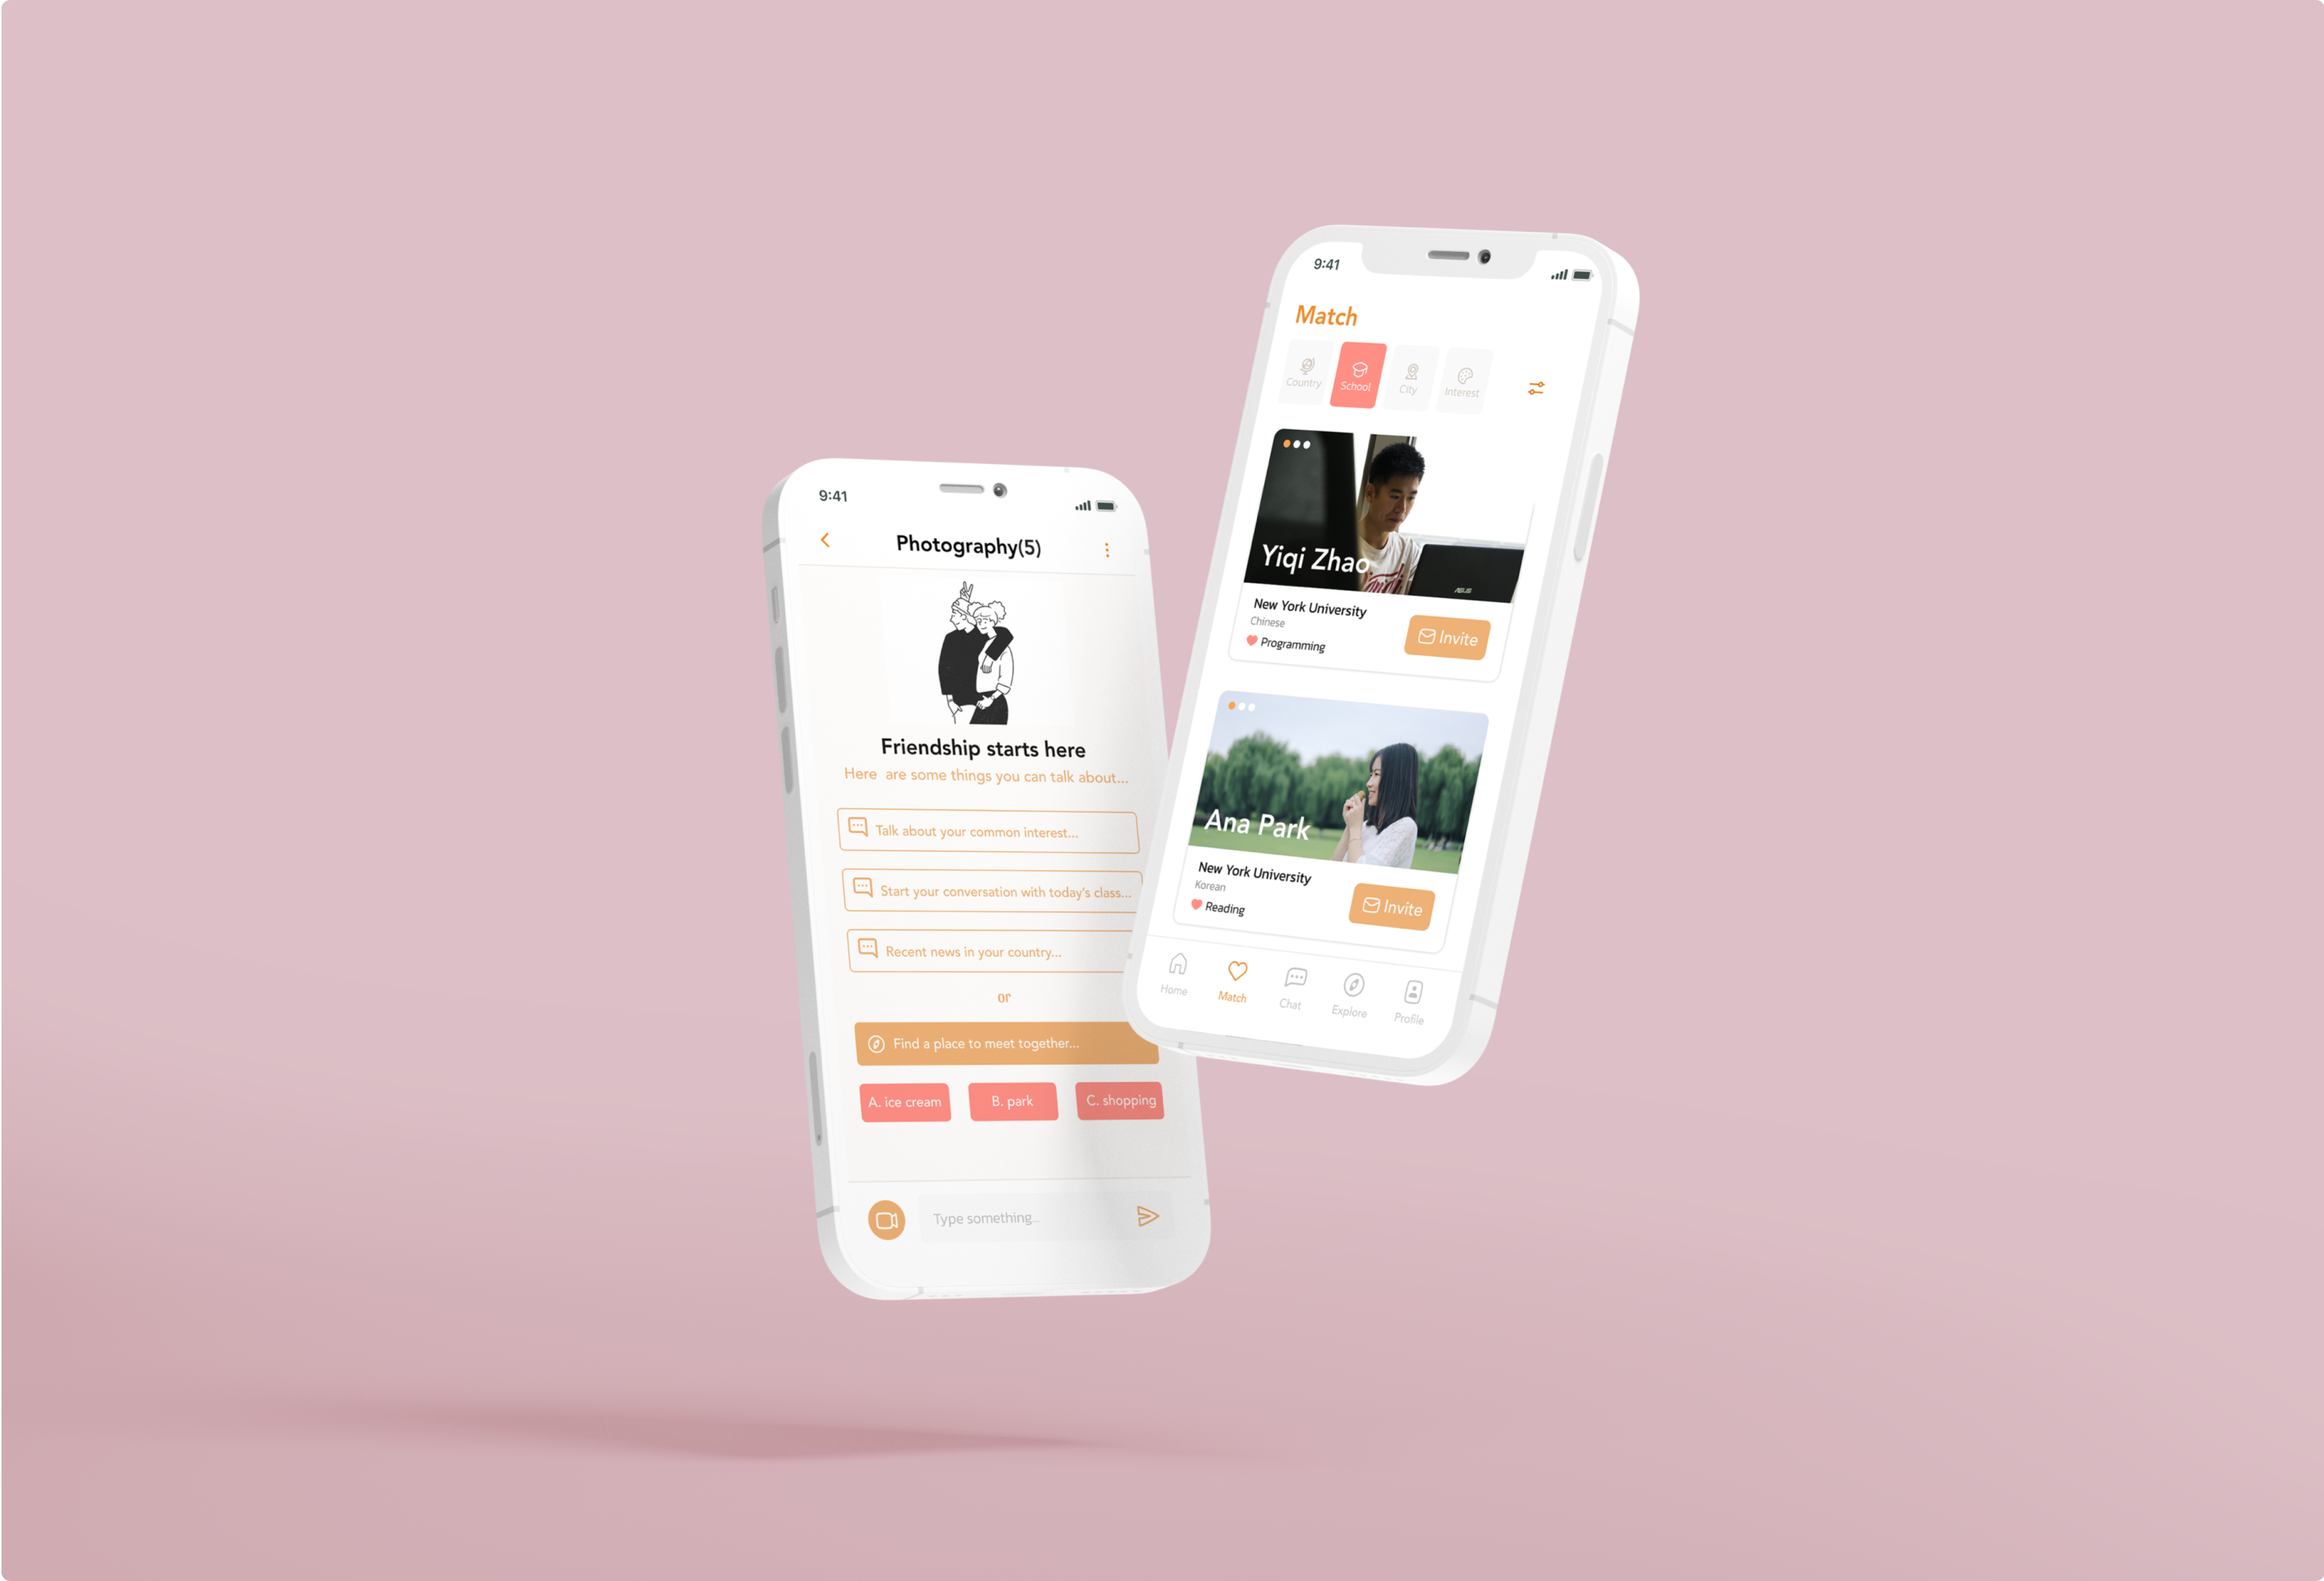 9:41
Photography(5)
Friendship starts here
Here are some things you can talk about...
Talk about your common interest...
Start your conversation with today's class...
Recent news in your country...
or
Find a place to meet together...
A. ice cream
B. park
C. shopping
Type something...
9:41
Match
Country
School
City
Interest
Yiqi Zhao
ASUS
New York University
Chinese
Programming
Invite
Ana Park
New York University
Korean
Reading
Invite
Home
Match
Chat
Explore
Profile